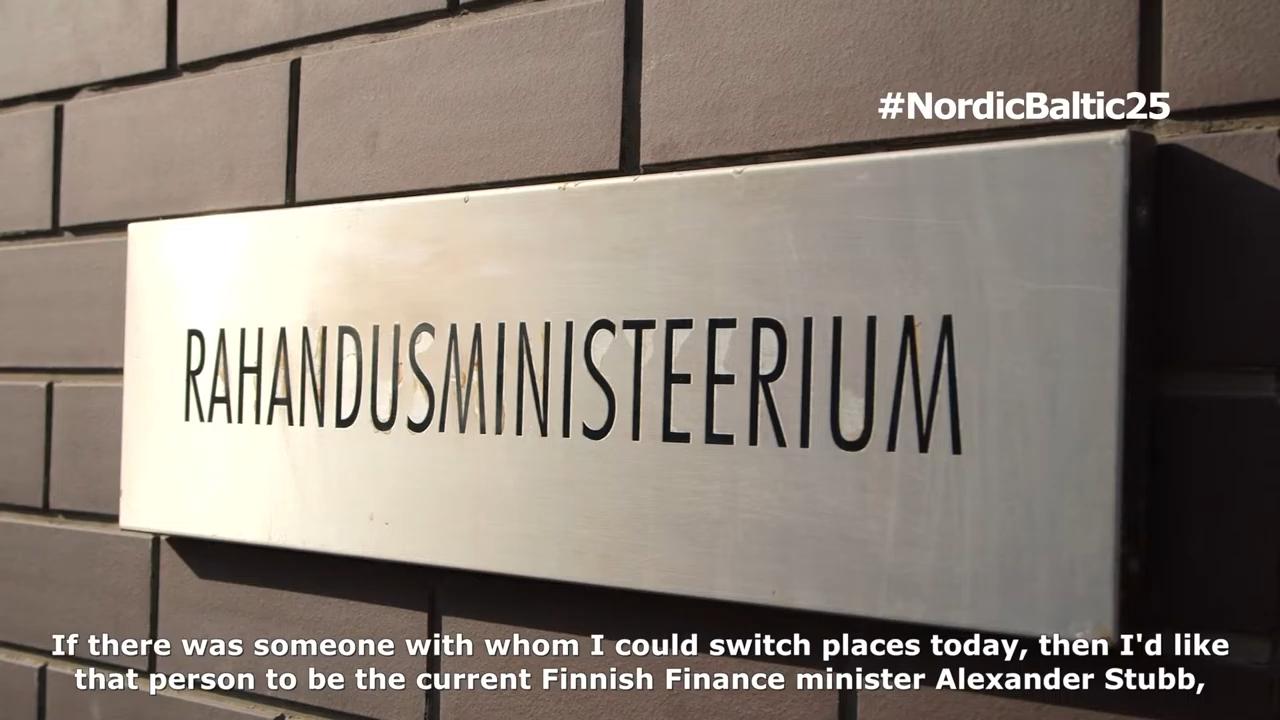 #NordicBaltic25
RAHANDUSMINISTEERIUM
If there was someone with whom I could switch places today, then I'd like
that person to be the current Finnish Finance minister Alexander Stubb,